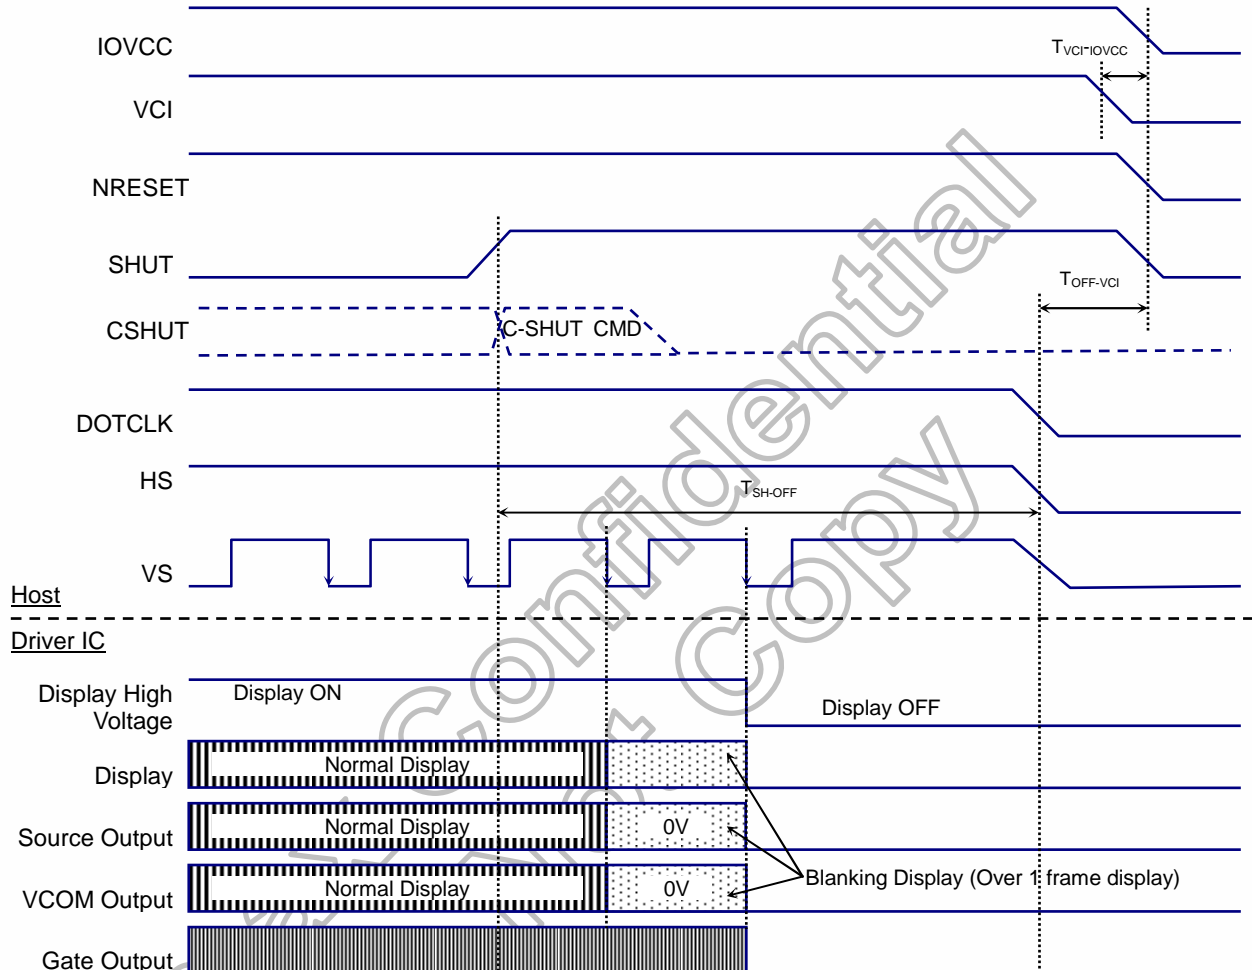 IOVCC
TVCI-IOVCC
VCI
NRESET
SHUT
TOFF-VCI
CSHUT
C-SHUT CMD
DOTCLK
HS
TSH-OFF
VS
Host
Driver IC
Display High
Voltage
Display ON
Display OFF
Display
Normal Display
Source Output
Normal Display
0V
VCOM Output
Normal Display
0V
Blanking Display (Over 1 frame display)
Gate Output
Confidential
Copy